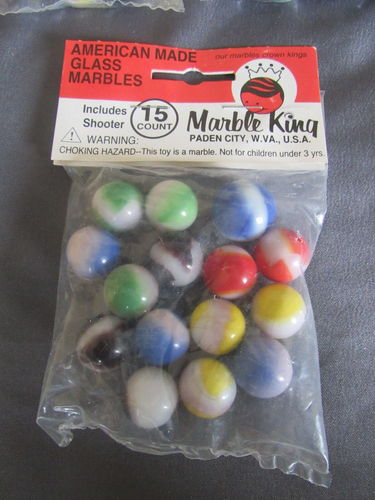 AMERICAN MADE
GLASS
MARBLES
our marbles crown kings
Includes
Shooter
15
COUNT
Marble King
PADEN CITY, W.VA., U.S.A.
WARNING:
CHOKING HAZARD--This toy is a marble. Not for children under 3 yrs.